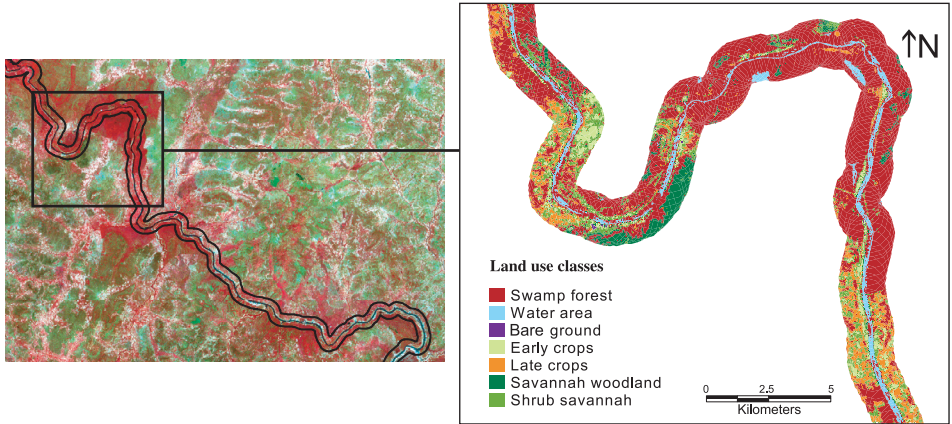 ↑N
Land use classes
Swamp forest
Water area
Bare ground
Early crops
Late crops
Savannah woodland
Shrub savannah
0 2.5 5
Kilometers